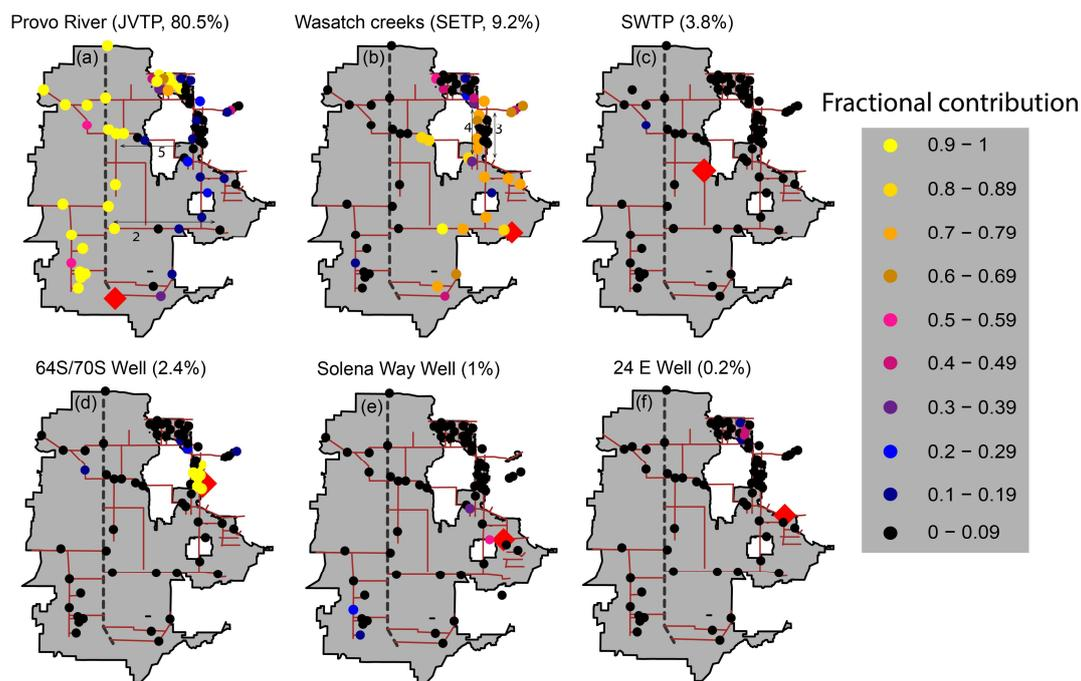 Provo River (JVTP, 80.5%)
Wasatch creeks (SETP, 9.2%)
SWTP (3.8%)
(a)
(b)
(c)
5
2
4
3
Fractional contribution
0.9 – 1
0.8 – 0.89
0.7 – 0.79
0.6 – 0.69
0.5 – 0.59
0.4 – 0.49
0.3 – 0.39
0.2 – 0.29
0.1 – 0.19
0 – 0.09
64S/70S Well (2.4%)
Solena Way Well (1%)
24 E Well (0.2%)
(d)
(e)
(f)